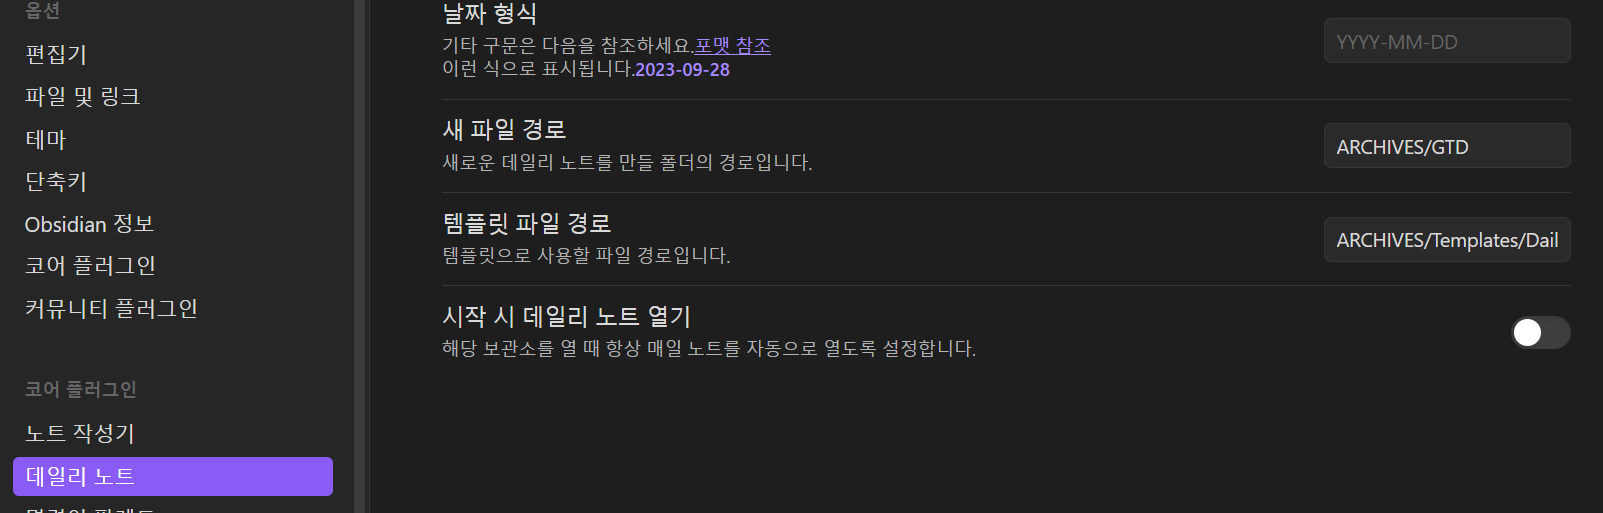 옵션
편집기
파일 및 링크
테마
단축키
Obsidian 정보
코어 플러그인
커뮤니티 플러그인
코어 플러그인
노트 작성기
데일리 노트
날짜 형식
기타 구문은 다음을 참조하세요.포맷 참조
이런 식으로 표시됩니다.2023-09-28
YYYY-MM-DD
새 파일 경로
새로운 데일리 노트를 만들 폴더의 경로입니다.
ARCHIVES/GTD
템플릿 파일 경로
템플릿으로 사용할 파일 경로입니다.
ARCHIVES/Templates/Dail
시작 시 데일리 노트 열기
해당 보관소를 열 때 항상 매일 노트를 자동으로 열도록 설정합니다.